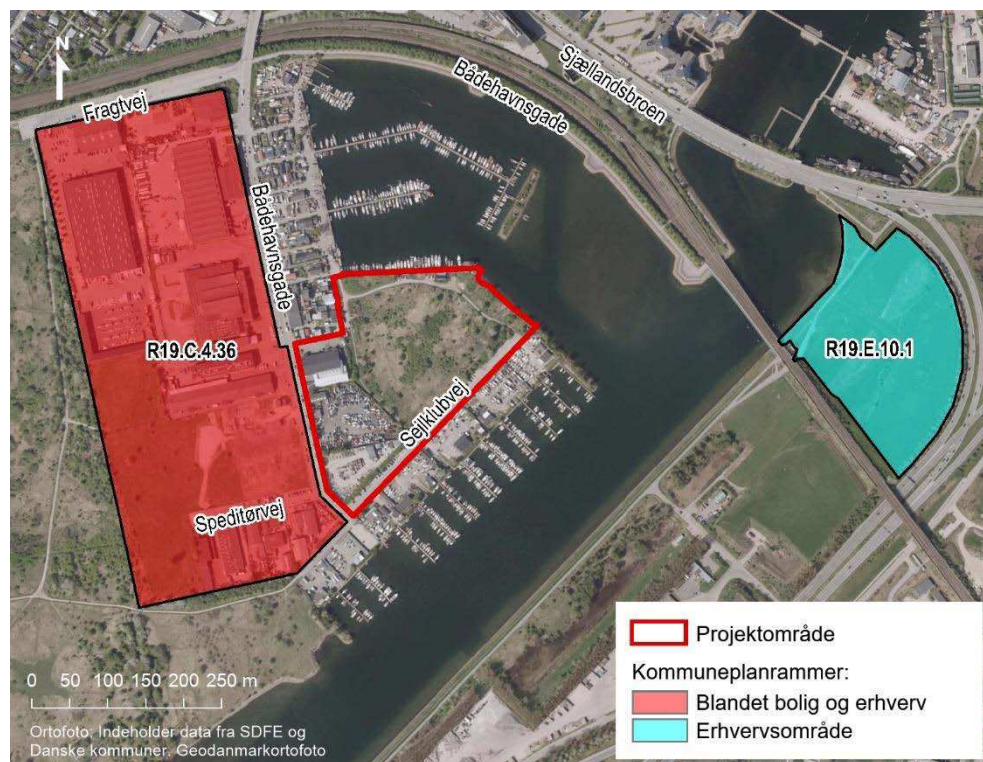 N
Fragtvej
Bådehavnsgade
Sjællandsbroen
Bådehavnsgade
R19.C.4.36
R19.E.10.1
Sejlklubvej
Speditørvej
0 50 100 150 200 250 m
Ortofoto: Indeholder data fra SDFE og
Danske kommuner. Geodanmarkortofoto
Projektområde
Kommuneplanrammer:
Blandet bolig og erhverv
Erhvervsområde